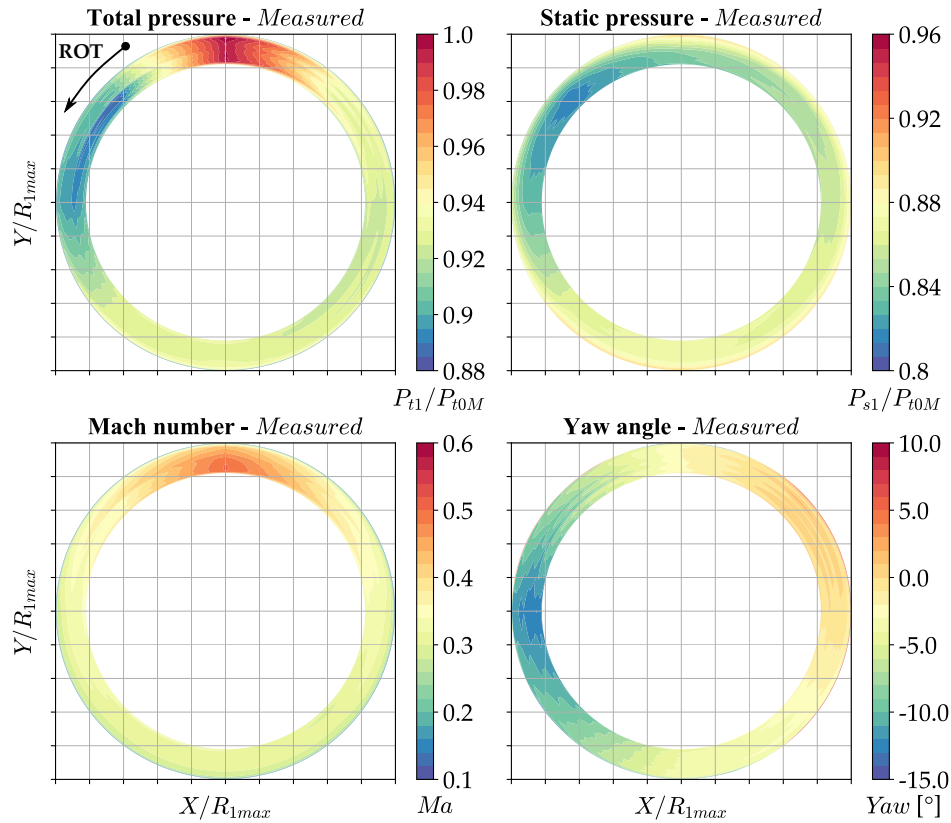 Total pressure - Measured
ROT
Y/R1max
1.0
0.98
0.96
0.94
0.92
0.9
0.88
Pt1/Pt0M
Static pressure - Measured
0.96
0.92
0.88
0.84
0.8
Ps1/Pt0M
Mach number - Measured
Y/R1max
X/R1max
0.6
0.5
0.4
0.3
0.2
0.1
Ma
Yaw angle - Measured
X/R1max
10.0
5.0
0.0
-5.0
-10.0
-15.0
Yaw [°]